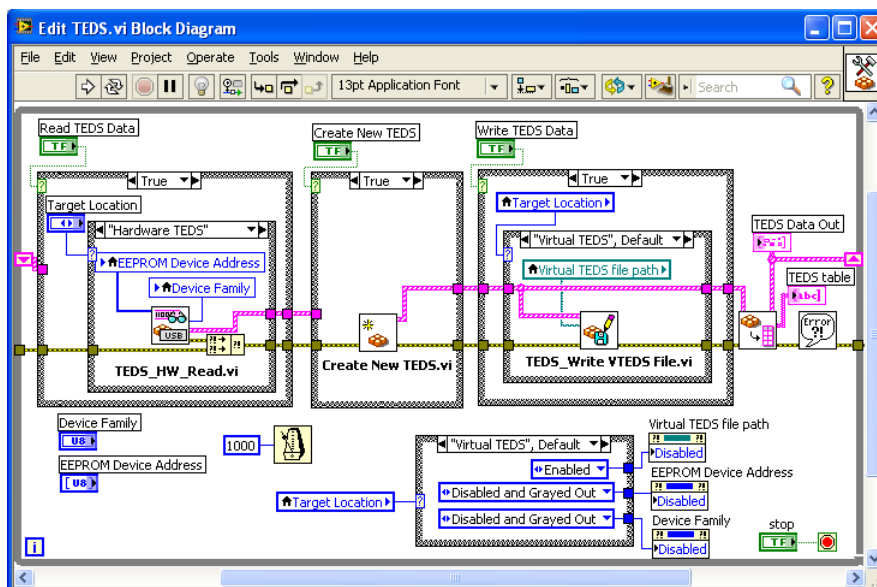 Edit TEDS.vi Block Diagram
File Edit View Project Operate Tools Window Help
13pt Application Font
Search
Read TEDS Data
TF
Create New TEDS
TF
Write TEDS Data
TF
True
True
True
Target Location
"Hardware TEDS"
Target Location
TEDS Data Out
EEPROM Device Address
"Virtual TEDS", Default
Device Family
Virtual TEDS file path
TEDS table
abc
USB
Error
?!
TEDS_HW_Read.vi
Create New TEDS.vi
TEDS_Write VTEDS File.vi
Device Family
U8
1000
EEPROM Device Address
U8
"Virtual TEDS", Default
Virtual TEDS file path
Enabled
Disabled
EEPROM Device Address
Target Location
Disabled and Grayed Out
Disabled
Disabled and Grayed Out
Device Family
Disabled
stop
TF
i